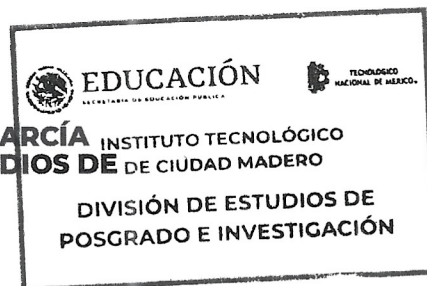 EDUCACIÓN
SECRETARÍA DE EDUCACIÓN PÚBLICA
TECNOLÓGICO
NACIONAL DE MÉXICO®
ARCÍA INSTITUTO TECNOLÓGICO
DIOS DE DE CIUDAD MADERO
DIVISIÓN DE ESTUDIOS DE
POSGRADO E INVESTIGACIÓN